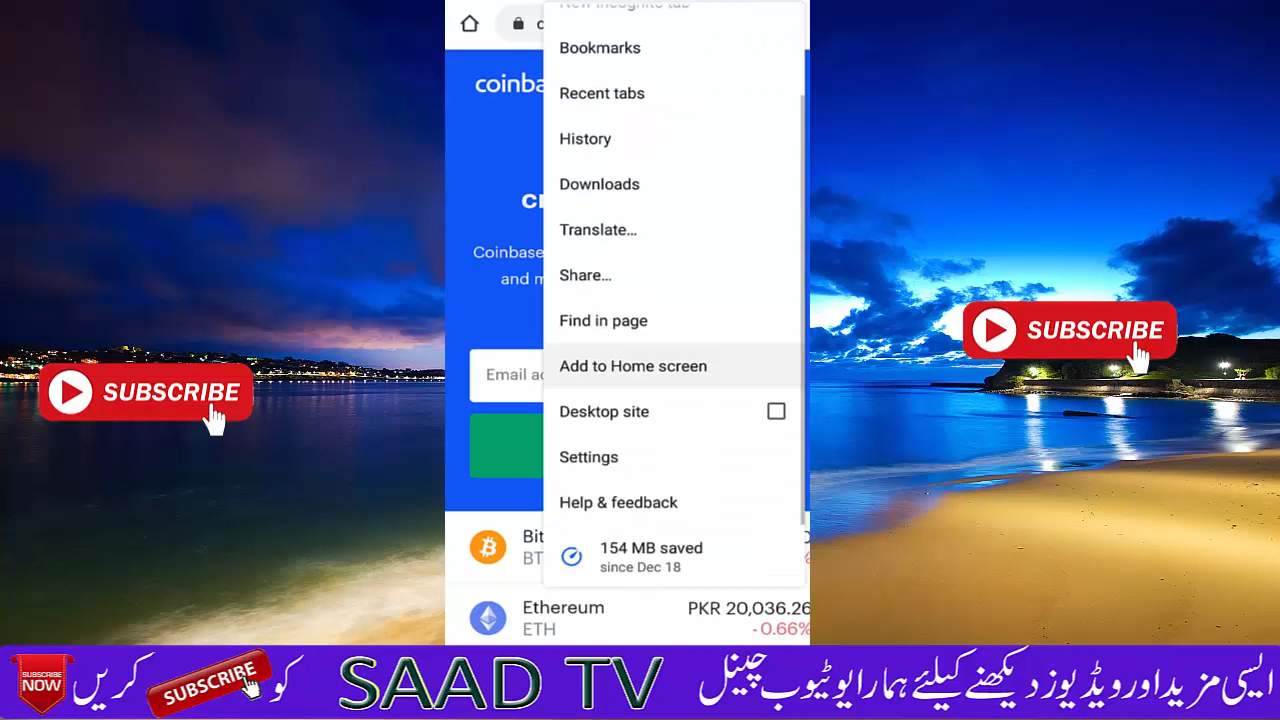 New incognito tab
Bookmarks
coinba
Recent tabs
History
Downloads
Translate...
Coinbase
Share...
and m
Find in page
SUBSCRIBE
Add to Home screen
Email a
SUBSCRIBE
Desktop site
Settings
Help & feedback
Bit
154 MB saved
BT
since Dec 18
Ethereum PKR 20,036.26
ETH -0.66%
ایسی مزید اور ویڈیوز دیکھنے کیلئے ہمارا یوٹیوب چینل SAAD TV کو SUBSCRIBE کریں
SUBSCRIBE
NOW